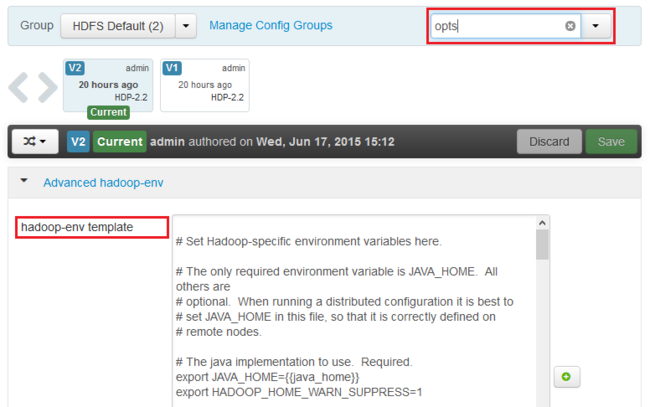 Group HDFS Default (2) Manage Config Groups opts
V2 admin V1 admin
20 hours ago 20 hours ago
HDP-2.2 HDP-2.2
Current
V2 Current admin authored on Wed, Jun 17, 2015 15:12 Discard Save
Advanced hadoop-env
hadoop-env template
# Set Hadoop-specific environment variables here.
# The only required environment variable is JAVA_HOME. All
others are
# optional. When running a distributed configuration it is best to
# set JAVA_HOME in this file, so that it is correctly defined on
# remote nodes.
# The java implementation to use. Required.
export JAVA_HOME={{java_home}}
export HADOOP_HOME_WARN_SUPRESS=1